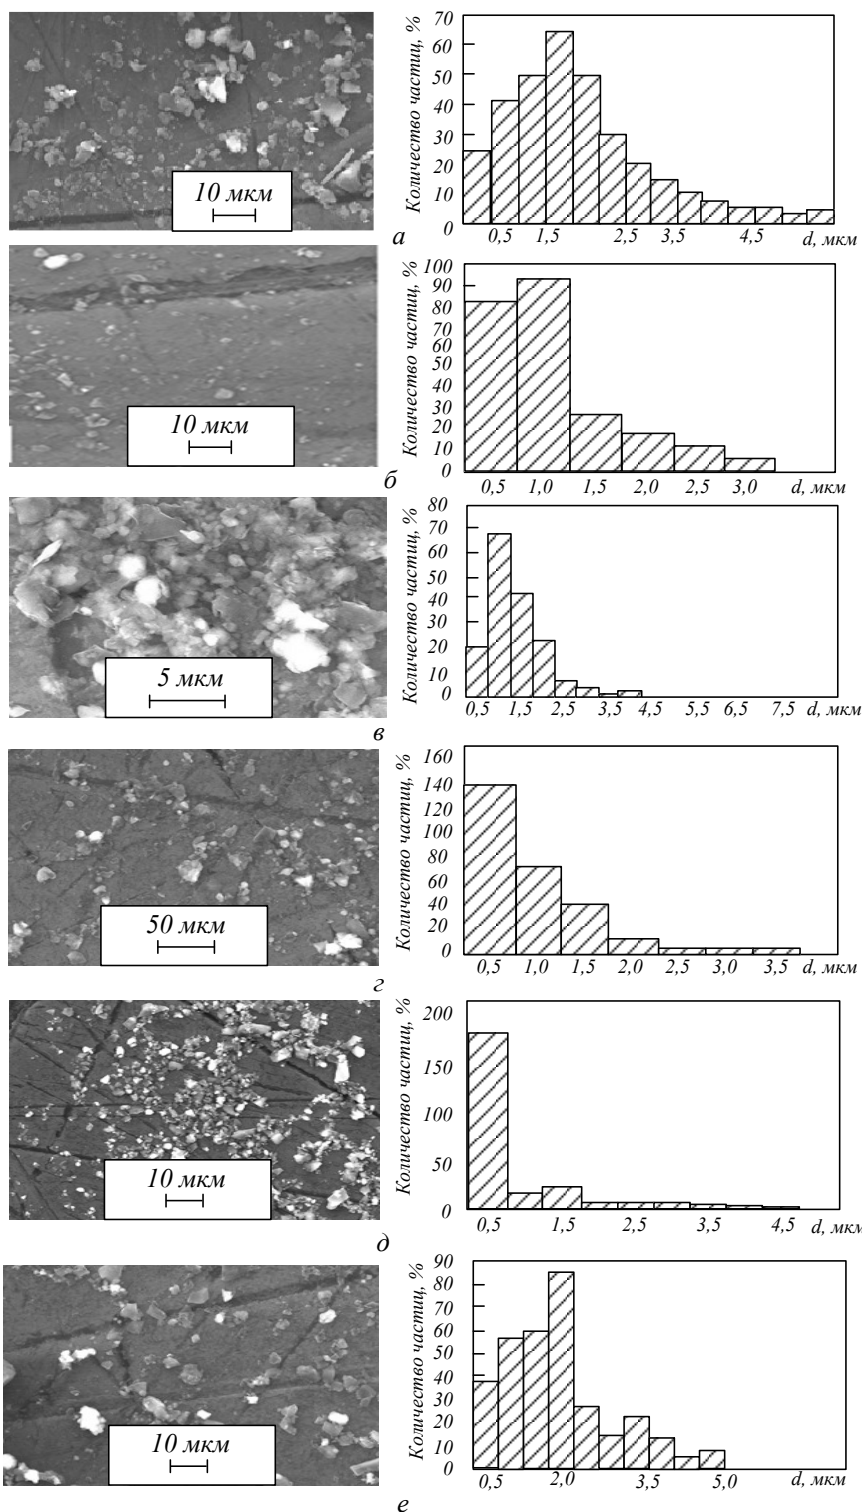 10 мкм
Количество частиц, %
70
60
50
40
30
20
10
0
0,5 1,5 2,5 3,5 4,5 d, мкм
а
10 мкм
Количество частиц, %
100
90
80
70
60
50
40
30
20
10
0
0,5 1,0 1,5 2,0 2,5 3,0 d, мкм
б
5 мкм
Количество частиц, %
80
70
60
50
40
30
20
10
0
0,5 1,5 2,5 3,5 4,5 5,5 6,5 7,5 d, мкм
в
50 мкм
Количество частиц, %
160
140
120
100
80
60
40
20
0
0,5 1,0 1,5 2,0 2,5 3,0 3,5 d, мкм
г
10 мкм
Количество частиц, %
200
150
100
50
0
0,5 1,5 2,5 3,5 4,5 d, мкм
д
10 мкм
Количество частиц, %
90
80
70
60
50
40
30
20
10
0
0,5 2,0 3,5 5,0 d, мкм
е